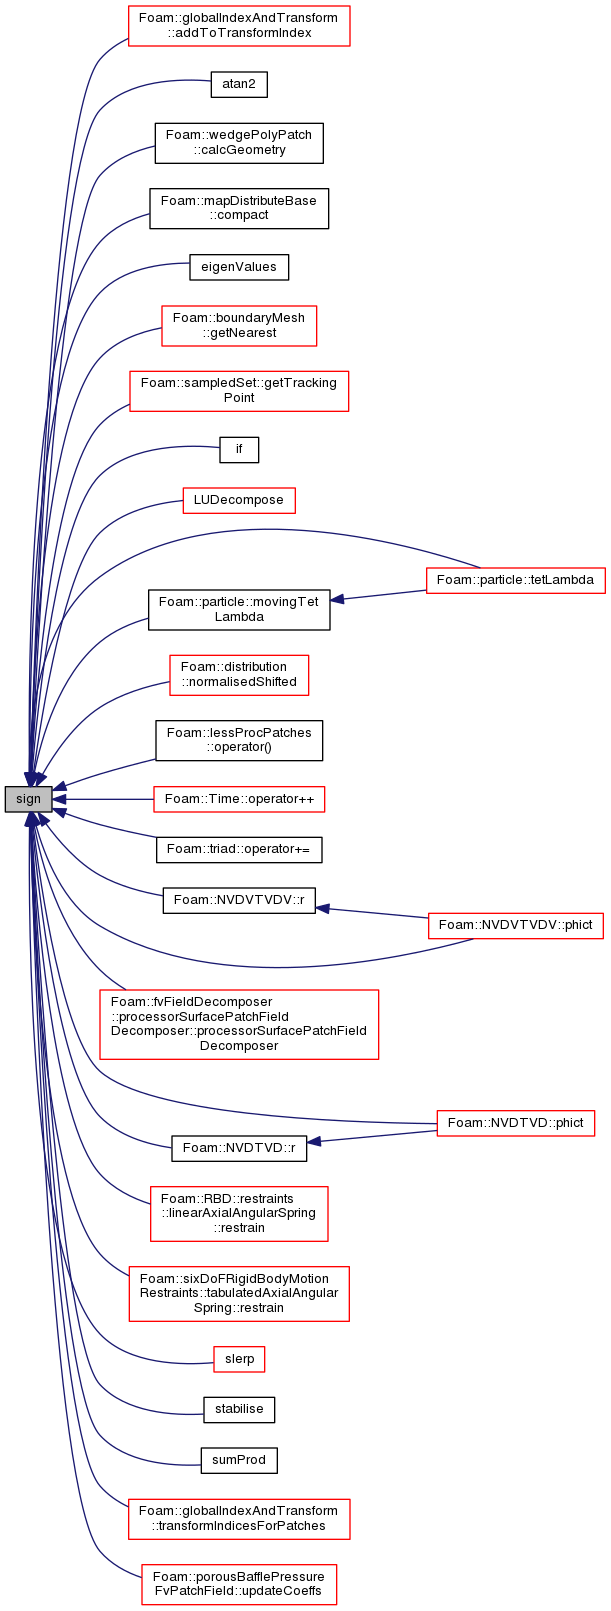 Foam::globalIndexAndTransform
::addToTransformIndex
atan2
Foam::wedgePolyPatch
::calcGeometry
Foam::mapDistributeBase
::compact
eigenValues
Foam::boundaryMesh
::getNearest
Foam::sampledSet::getTracking
Point
if
LUDecompose
Foam::particle::tetLambda
Foam::particle::movingTet
Lambda
Foam::distribution
::normalisedShifted
Foam::lessProcPatches
::operator()
sign
Foam::Time::operator++
Foam::triad::operator+=
Foam::NVDVTVDV::r
Foam::NVDVTVDV::phict
Foam::fvFieldDecomposer
::processorSurfacePatchField
Decomposer::processorSurfacePatchField
Decomposer
Foam::NVDTVD::phict
Foam::NVDTVD::r
Foam::RBD::restraints
::linearAxialAngularSpring
::restrain
Foam::sixDoFRigidBodyMotion
Restraints::tabulatedAxialAngular
Spring::restrain
slerp
stabilise
sumProd
Foam::globalIndexAndTransform
::transformIndicesForPatches
Foam::porousBafflePressure
FvPatchField::updateCoeffs